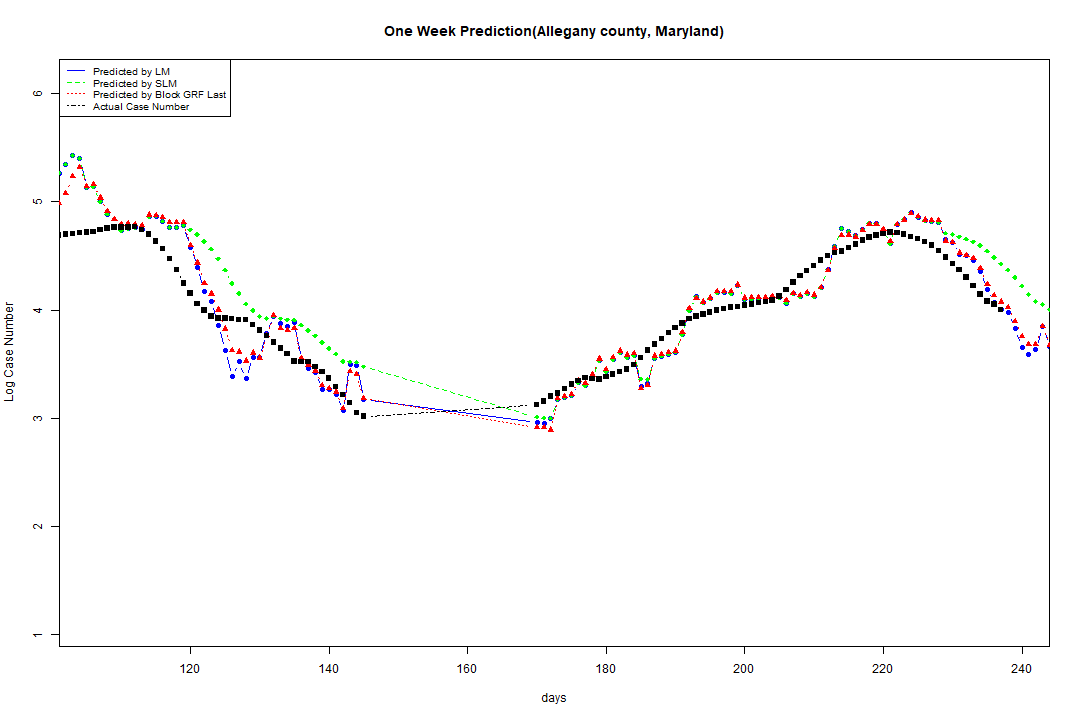 One Week Prediction(Allegany county, Maryland)
Predicted by LM
Predicted by SLM
Predicted by Block GRF Last
Actual Case Number
6
5
4
3
2
1
Log Case Number
120 140 160 180 200 220 240
days